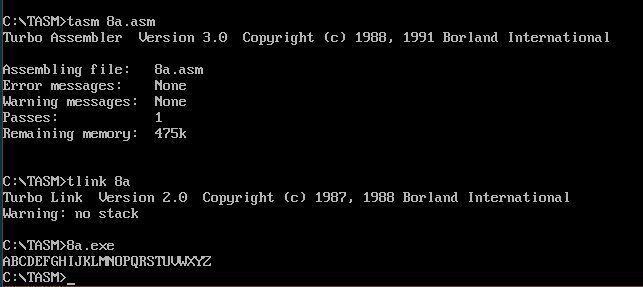 C:\TASM>tasm 8a.asm
Turbo Assembler  Version 3.0  Copyright (c) 1988, 1991 Borland International
Assembling file:   8a.asm
Error messages:    None
Warning messages:  None
Passes:            1
Remaining memory:  475k
C:\TASM>tlink 8a
Turbo Link  Version 2.0  Copyright (c) 1987, 1988 Borland International
Warning: no stack
C:\TASM>8a.exe
ABCDEFGHIJKLMNOPQRSTUVWXYZ
C:\TASM>_